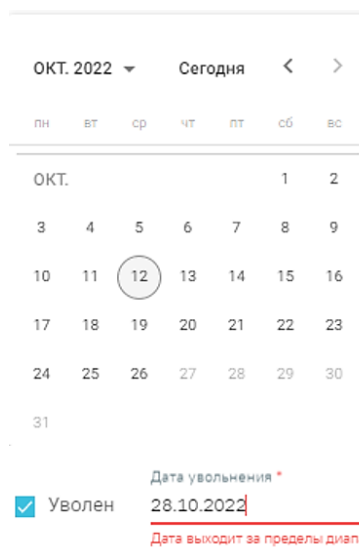 ОКТ. 2022 Сегодня
пн вт ср чт пт сб вс
ОКТ. 1 2
3 4 5 6 7 8 9
10 11 12 13 14 15 16
17 18 19 20 21 22 23
24 25 26 27 28 29 30
31
Дата увольнения *
Уволен 28.10.2022
Дата выходит за пределы диап